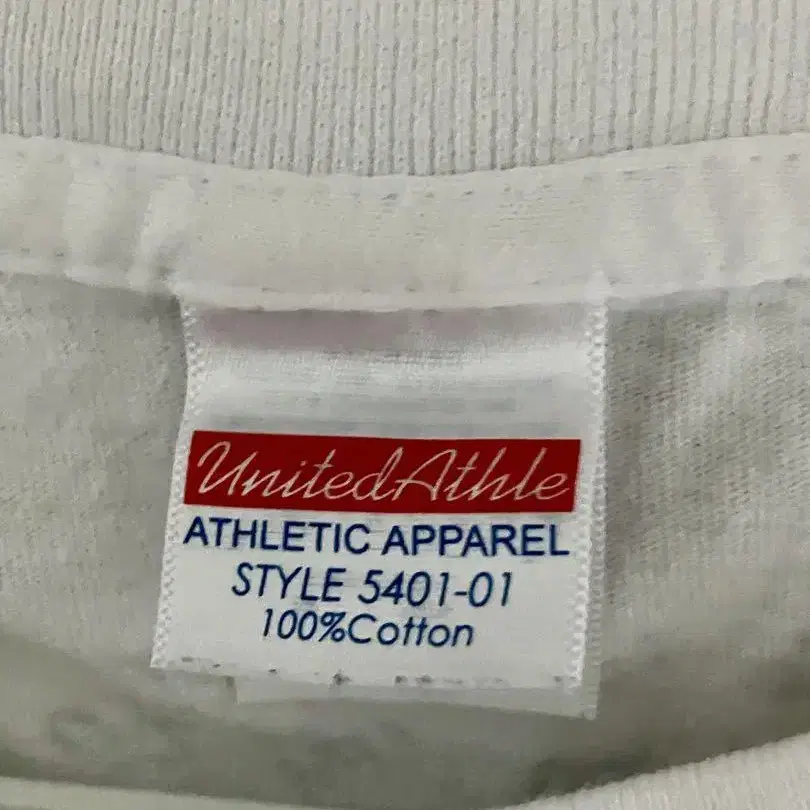 UnitedAthle
ATHLETIC APPAREL
STYLE 5401-01
100%Cotton